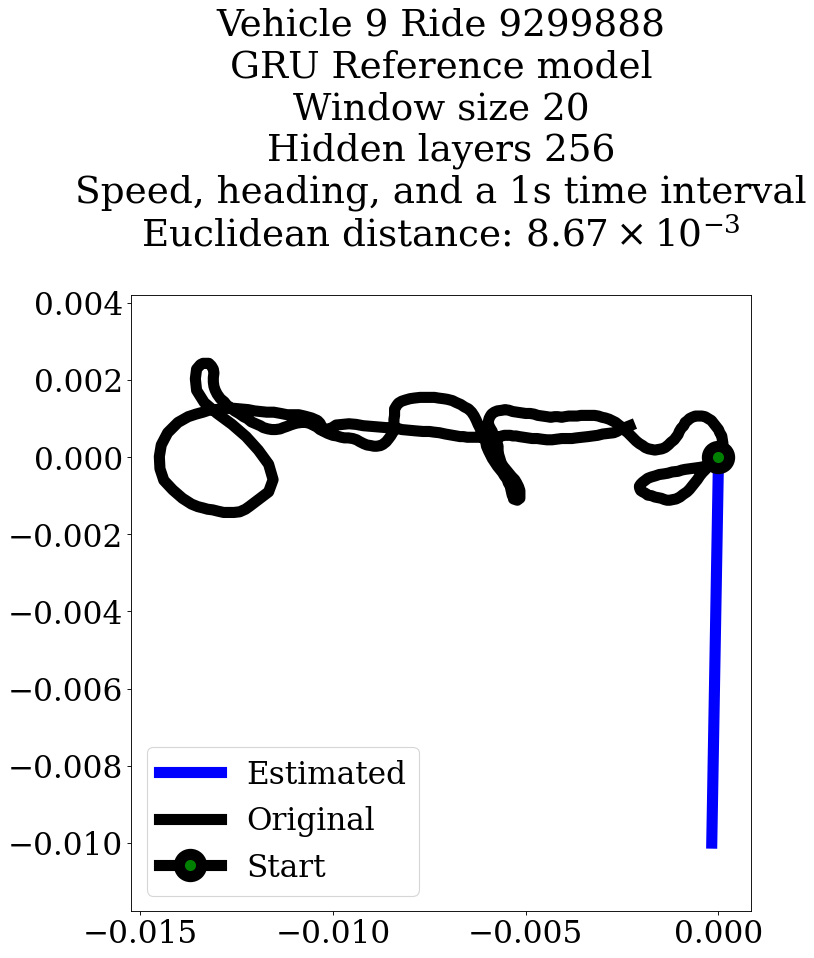 Vehicle 9 Ride 9299888
GRU Reference model
Window size 20
Hidden layers 256
Speed, heading, and a 1s time interval
Euclidean distance: 8.67 × 10⁻³
0.004
0.002
0.000
−0.002
−0.004
−0.006
−0.008
−0.010
Estimated
Original
Start
−0.015 −0.010 −0.005 0.000